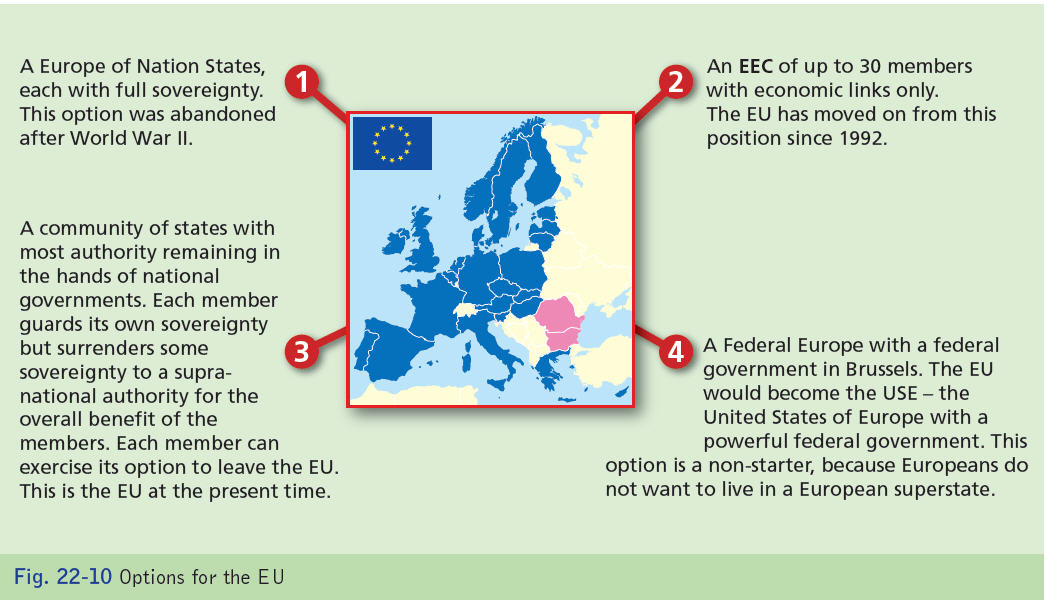 A Europe of Nation States,
each with full sovereignty.
This option was abandoned
after World War II.
1
2
An EEC of up to 30 members
with economic links only.
The EU has moved on from this
position since 1992.
A community of states with
most authority remaining in
the hands of national
governments. Each member
guards its own sovereignty
but surrenders some
sovereignty to a supra-
national authority for the
overall benefit of the
members. Each member can
exercise its option to leave the EU.
This is the EU at the present time.
3
4
A Federal Europe with a federal
government in Brussels. The EU
would become the USE – the
United States of Europe with a
powerful federal government. This
option is a non-starter, because Europeans do
not want to live in a European superstate.
Fig. 22-10 Options for the EU